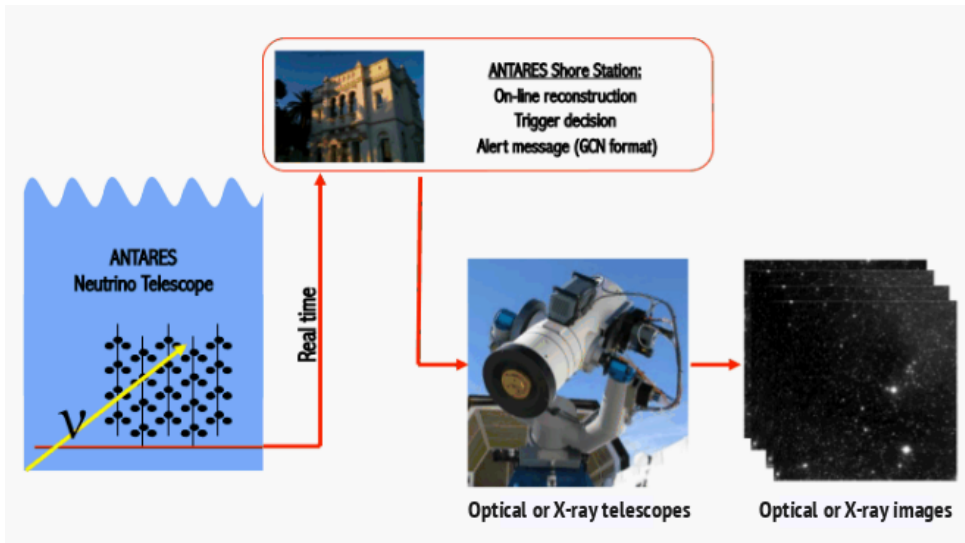 ANTARES Shore Station:
On-line reconstruction
Trigger decision
Alert message (GCN format)
ANTARES
Neutrino Telescope
Real time
ν
Optical or X-ray telescopes
Optical or X-ray images